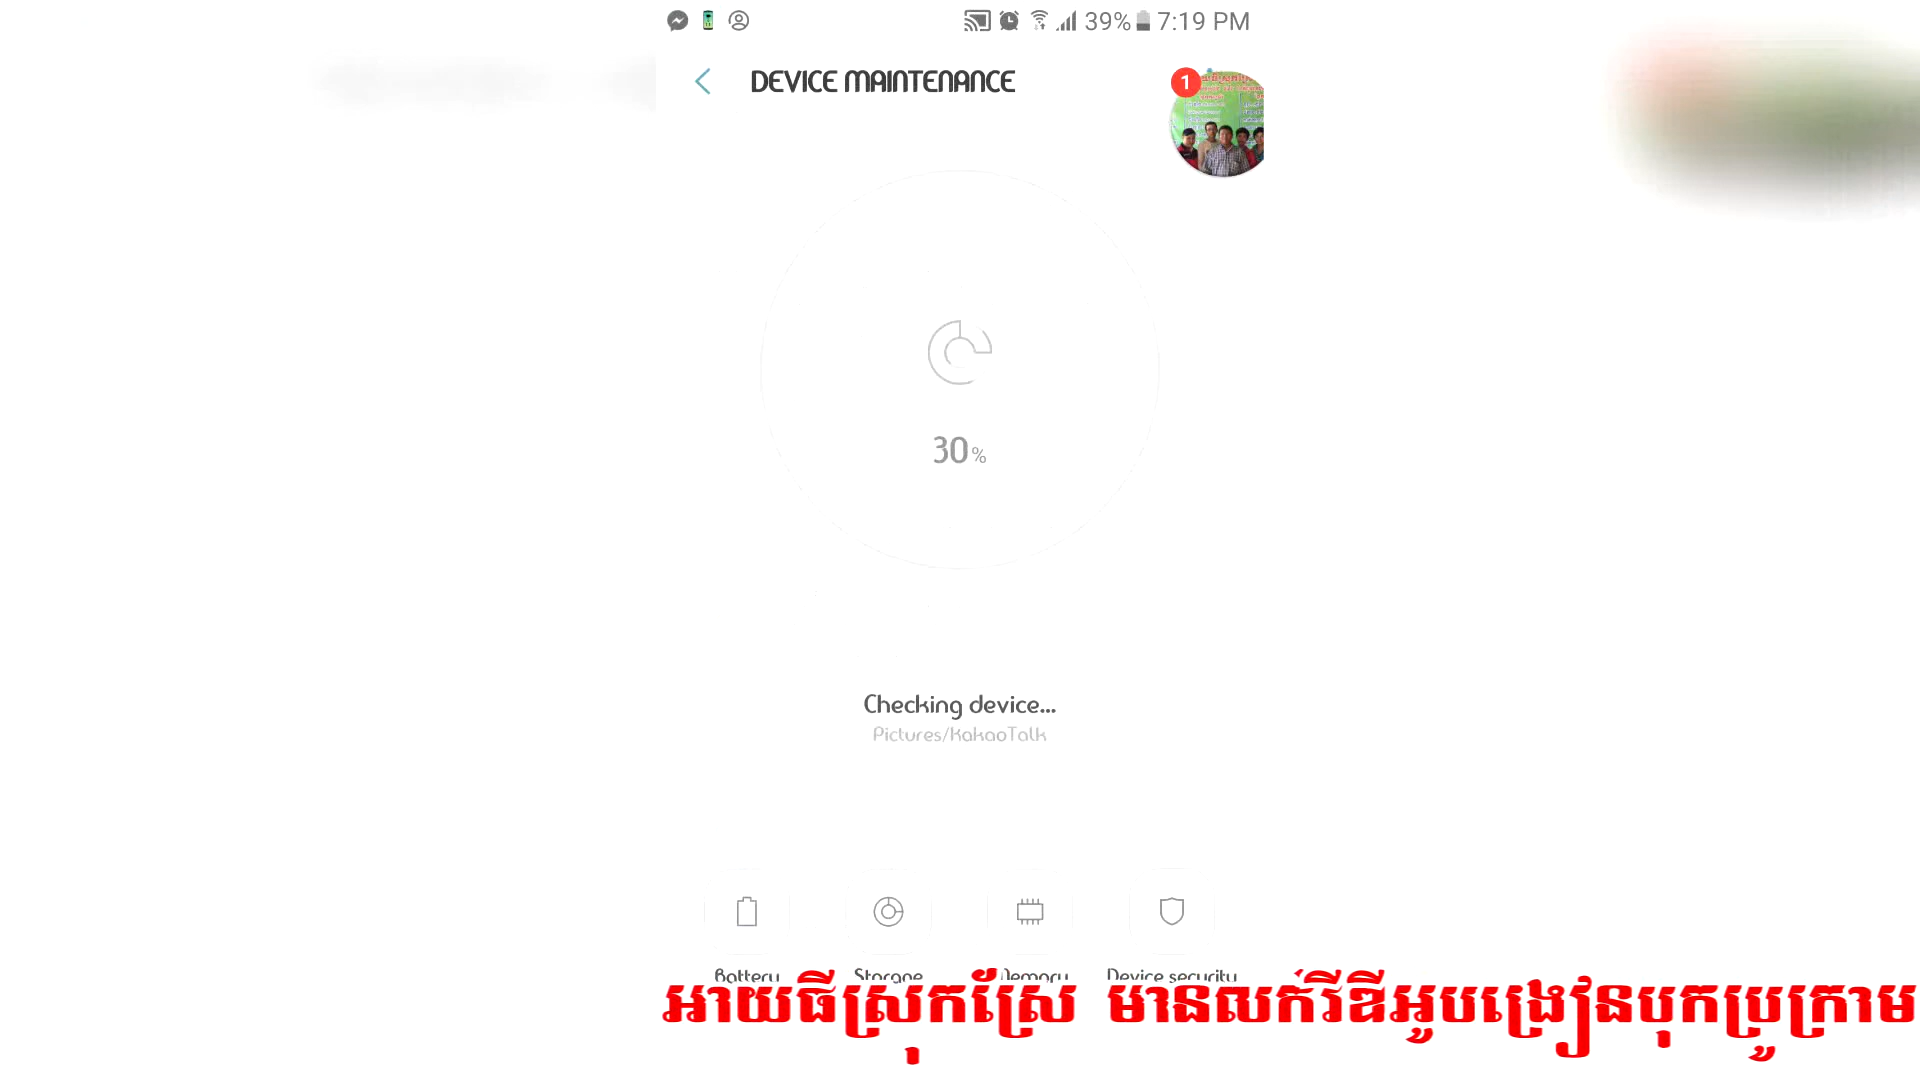 39% 7:19 PM
DEVICE MAINTENANCE
1
30%
Checking device...
Pictures/KakaoTalk
Battery Storage Memory Device security
អាយធីស្រុកស្រែ មានលក់វីឌីអូបង្រៀនបុកប្រូក្រាម